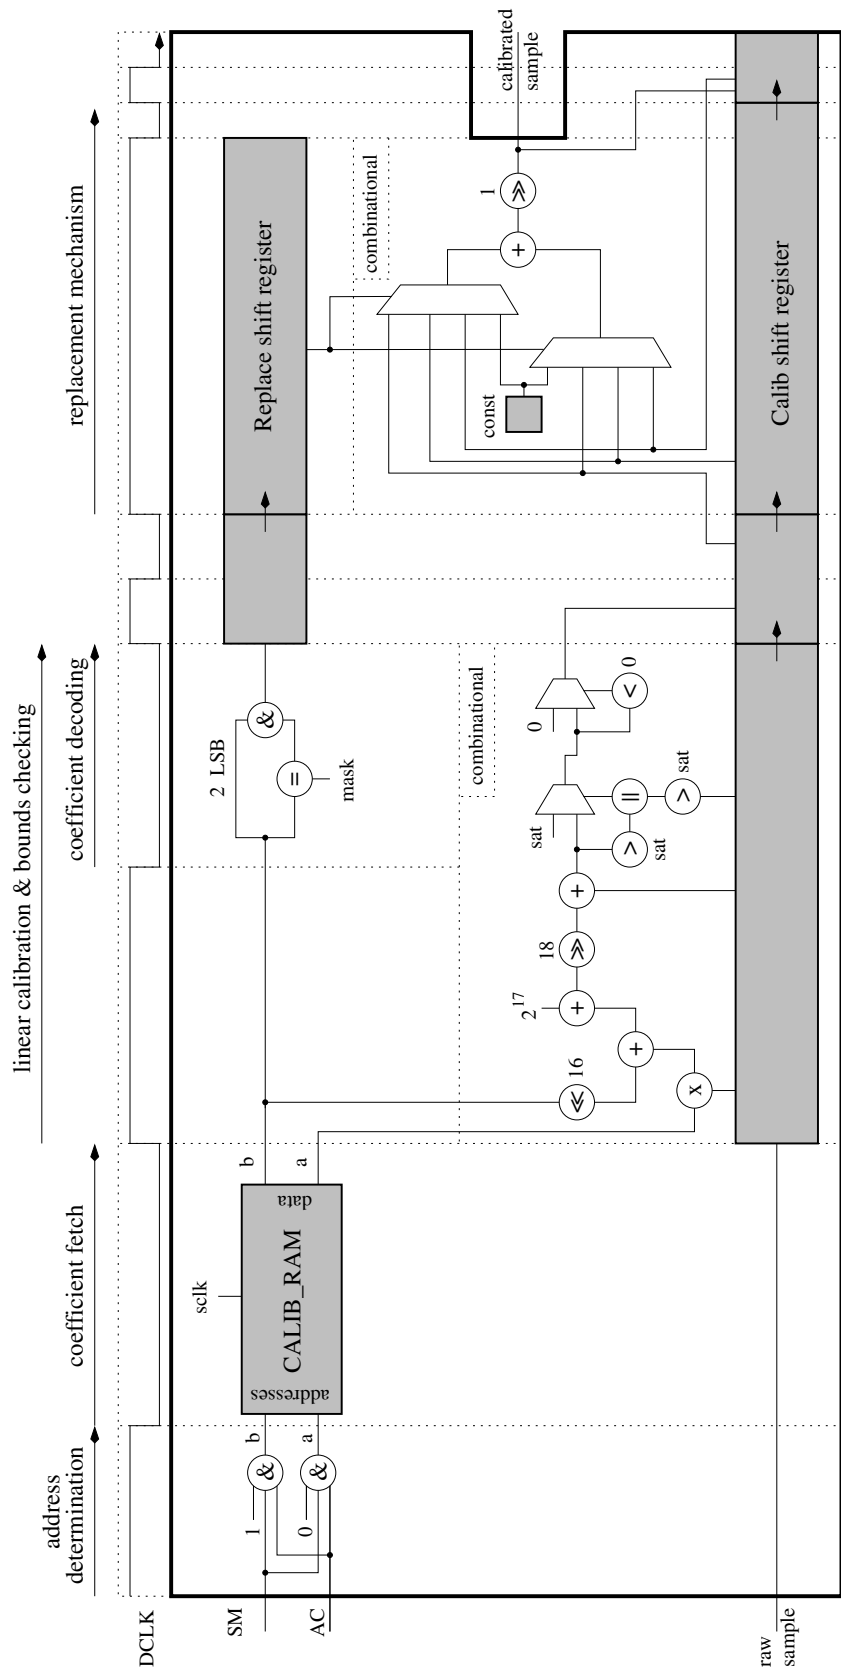 linear calibration & bounds checking
address
determination
coefficient fetch
coefficient decoding
replacement mechanism
DCLK
SM
AC
1
0
&
&
b
a
addresses
CALIB_RAM
data
sclk
b
a
2 LSB
=
&
mask
Replace shift register
combinational
combinational
const
+
>>
1
calibrated
sample
<<
16
x
+
2^17
+
>>
18
+
sat
>
sat
||
>
sat
0
<
0
raw
sample
Calib shift register